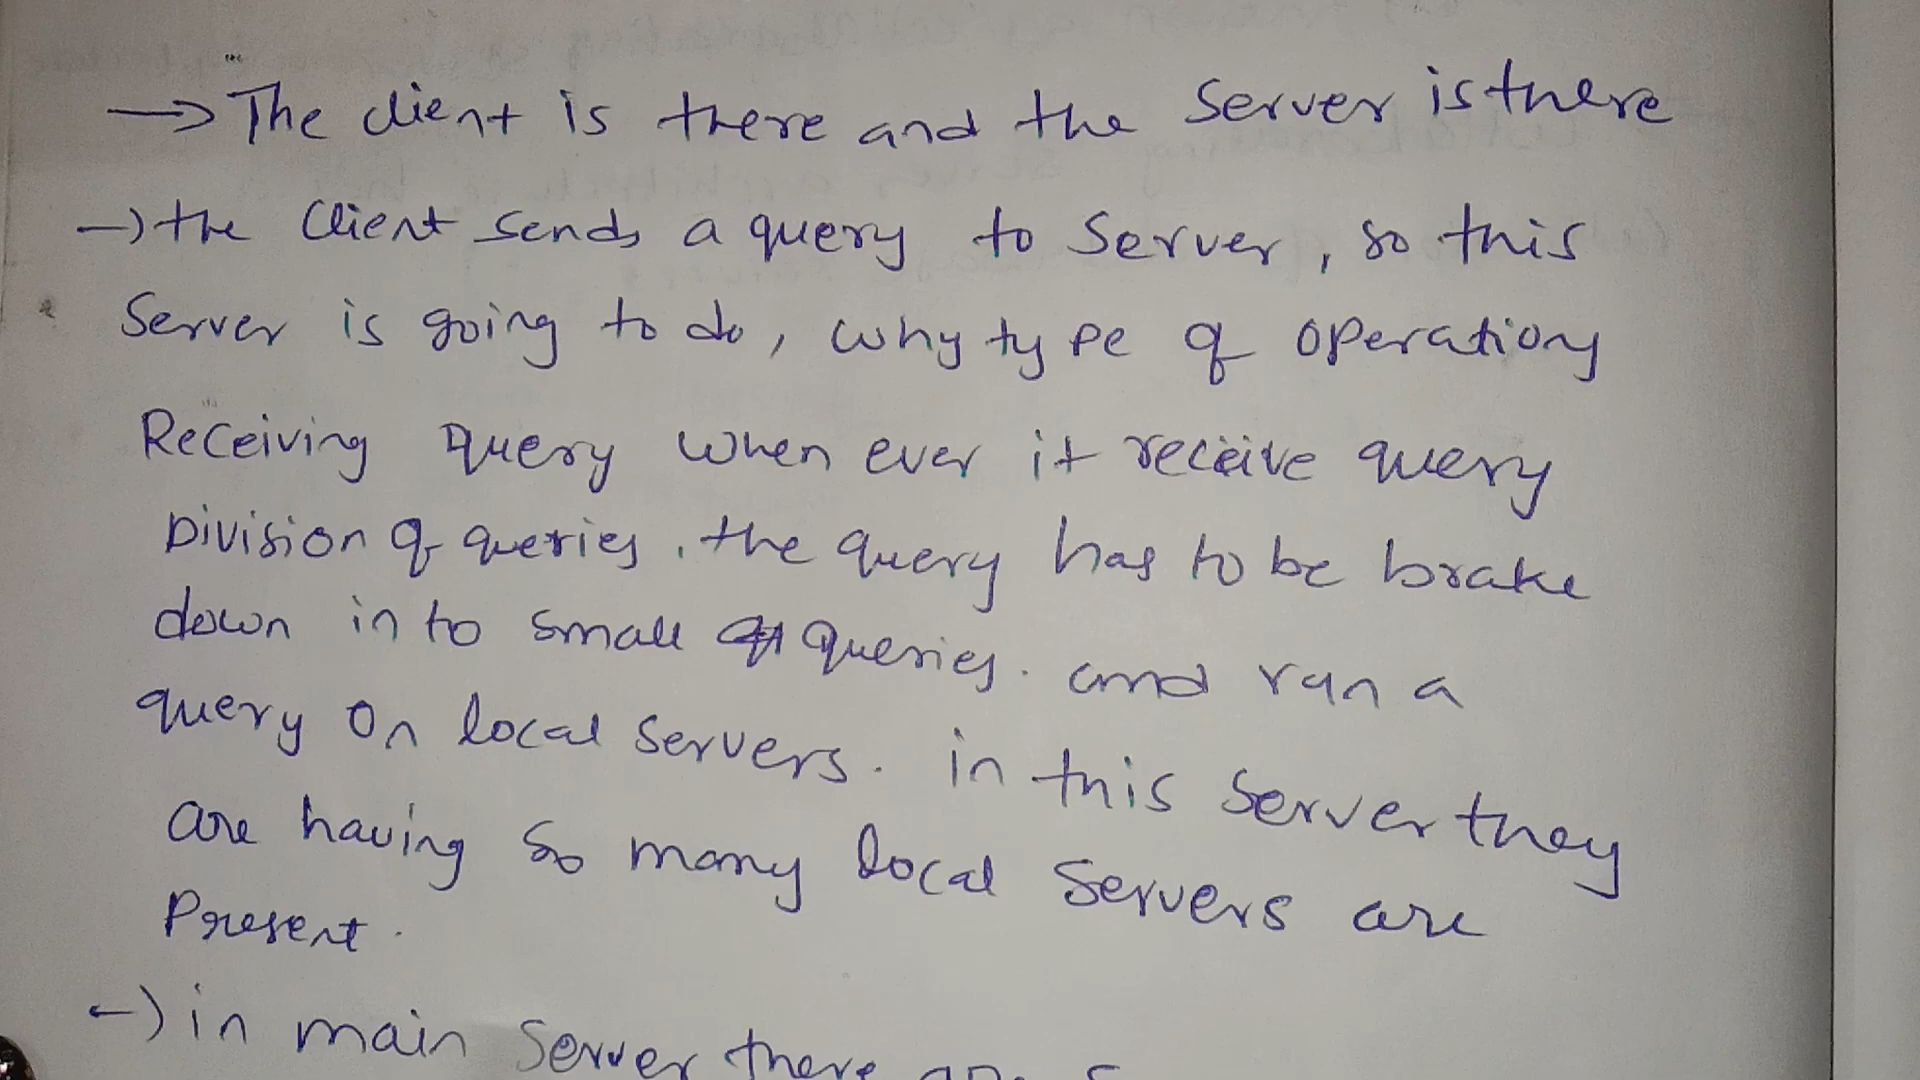 → The client is there and the Server is there
→ the Client sends a query to Server, so this
Server is going to do, why type of operations
Receiving query when ever it receive query
Division of queries. the query has to be brake
down in to small queries. and run a
query on local servers. in this server they
are having so many local servers are
Present.
→ in main server there